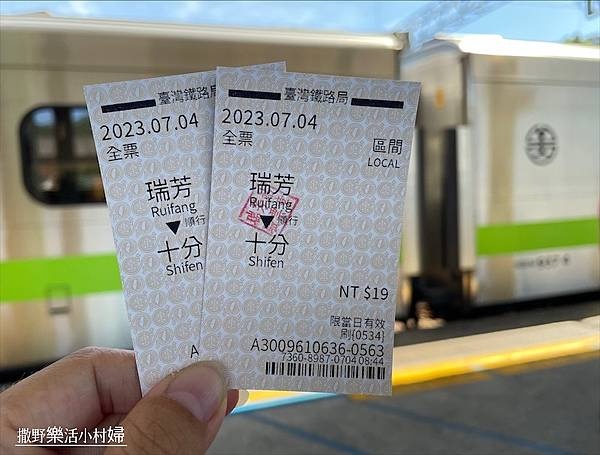 臺灣鐵路局
2023.07.04
全票
瑞芳
Ruifang
順行
十分
Shifen
A
臺灣鐵路局
2023.07.04
全票
區間
LOCAL
瑞芳
Ruifang
順行
十分
Shifen
NT $19
限當日有效
刷{0534}
A3009610636-0563
7360-8987-0704 08:44
撒野樂活小村婦